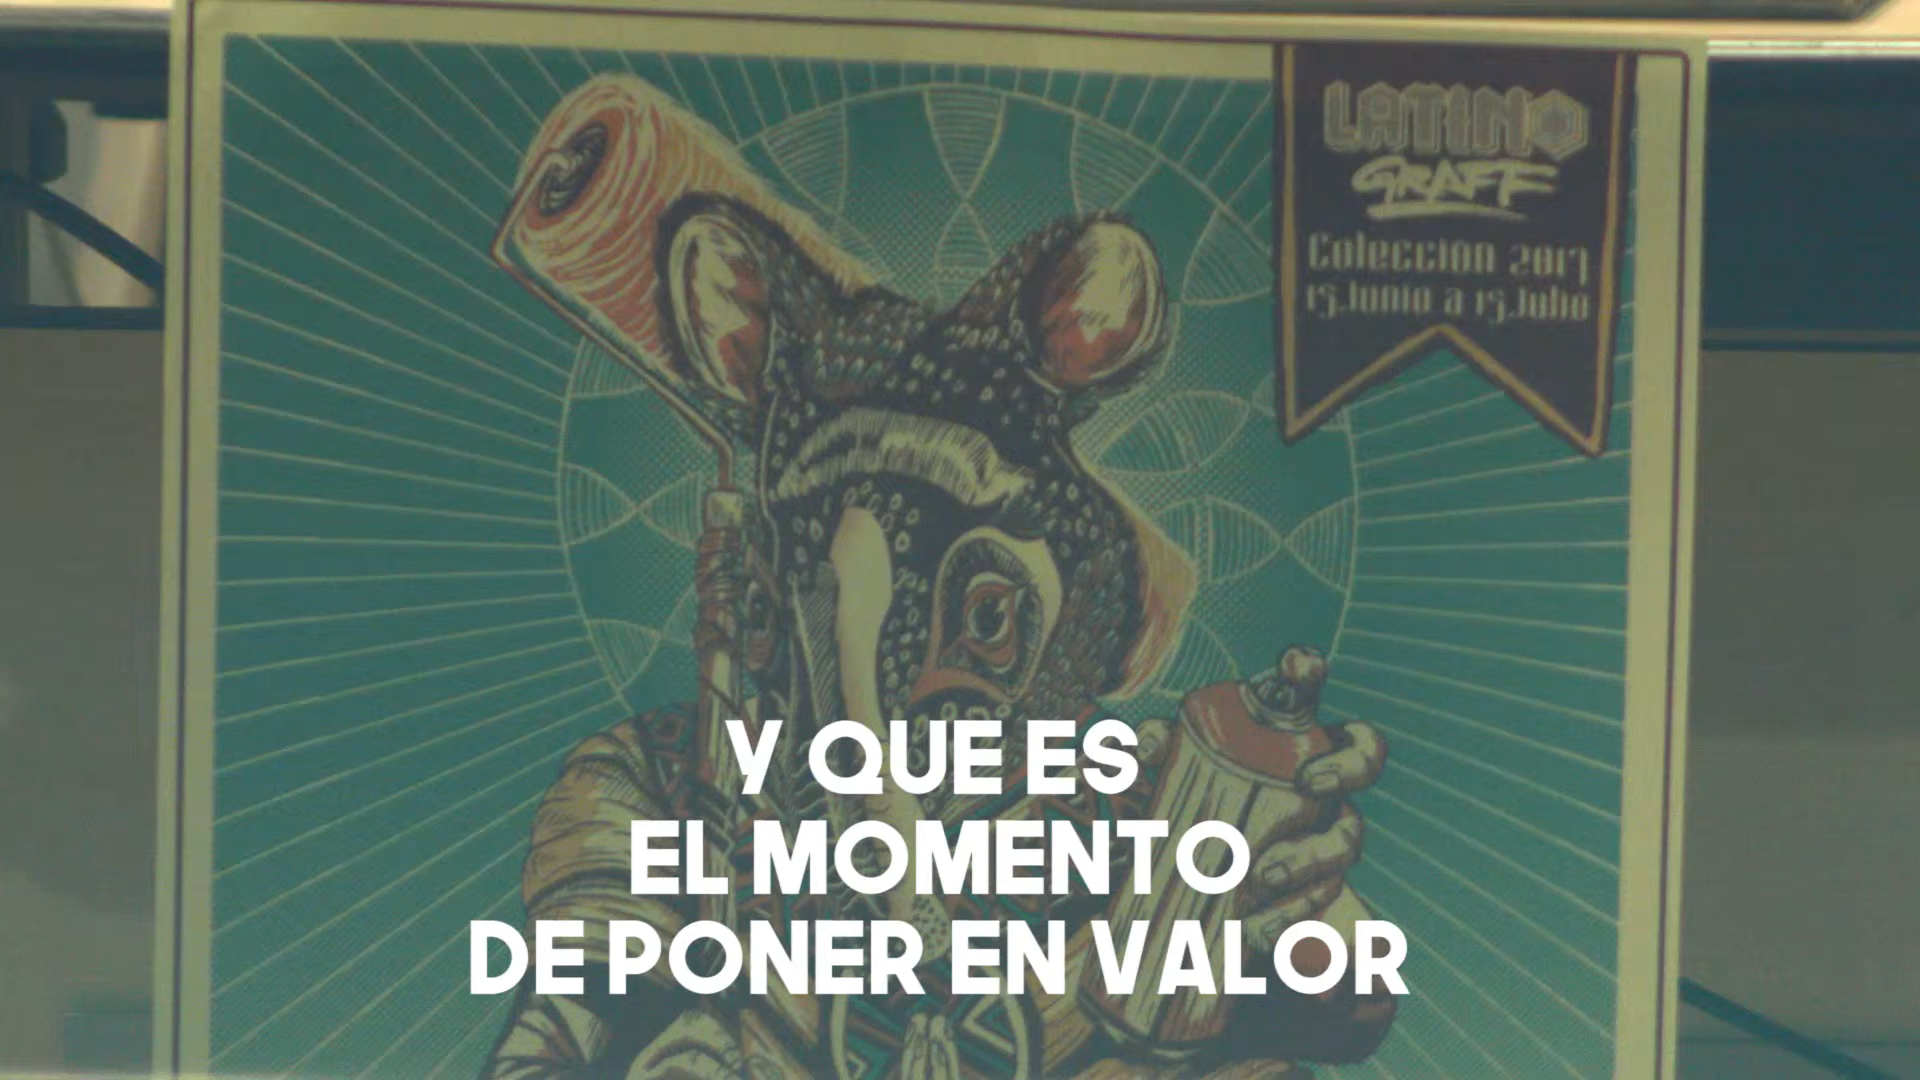 LATINO
GRAFF
Coleccion 2017
15.Junio a 15.Julio
Y QUE ES
EL MOMENTO
DE PONER EN VALOR